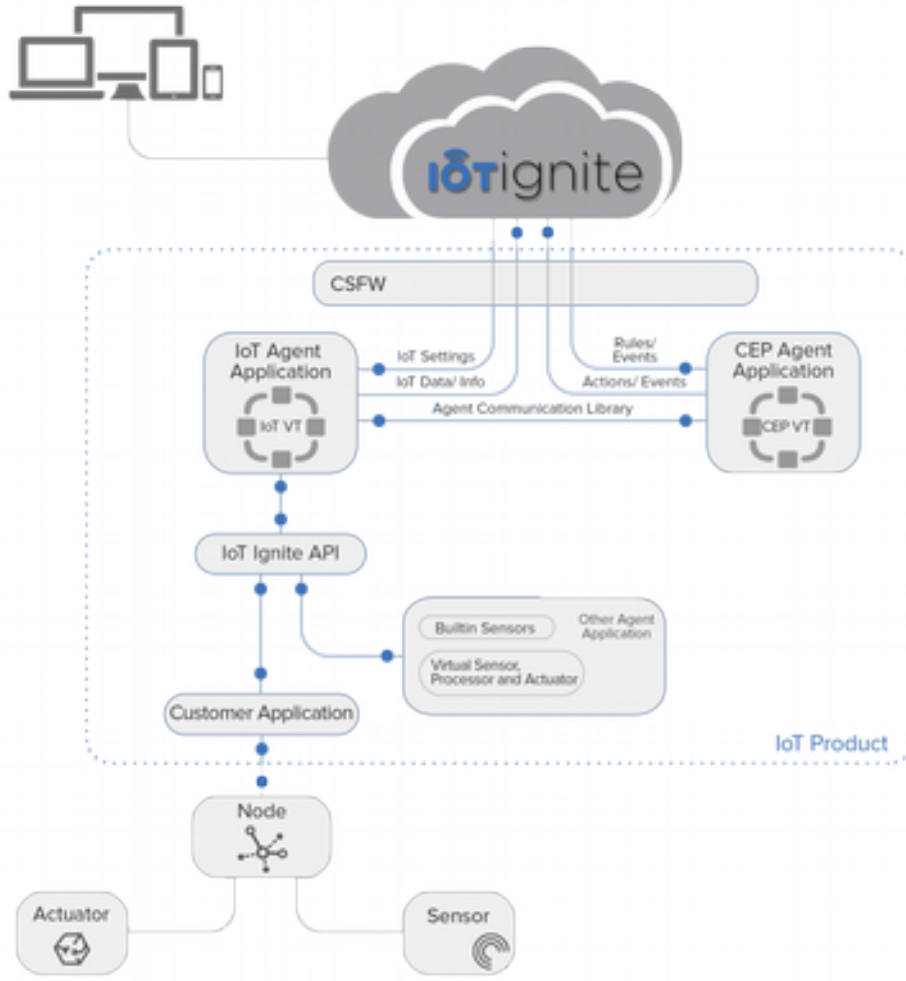 IOTignite
CSFW
IoT Agent
Application
IoT VT
IoT Settings
IoT Data/ Info
Rules/
Events
Actions/ Events
Agent Communication Library
CEP Agent
Application
CEP VT
IoT Ignite API
Builtin Sensors
Other Agent
Application
Virtual Sensor,
Processor and Actuator
Customer Application
IoT Product
Node
Actuator
Sensor